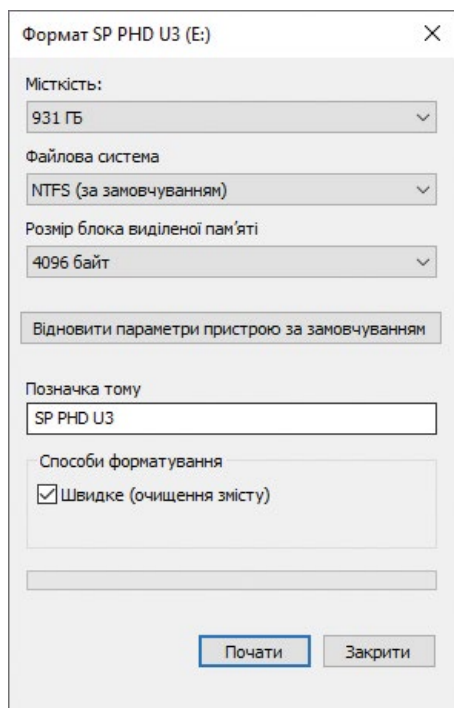 Формат SP PHD U3 (E:)
Місткість:
931 ГБ
Файлова система
NTFS (за замовчуванням)
Розмір блока виділеної пам'яті
4096 байт
Відновити параметри пристрою за замовчуванням
Позначка тому
SP PHD U3
Способи форматування
Швидке (очищення змісту)
Почати Закрити